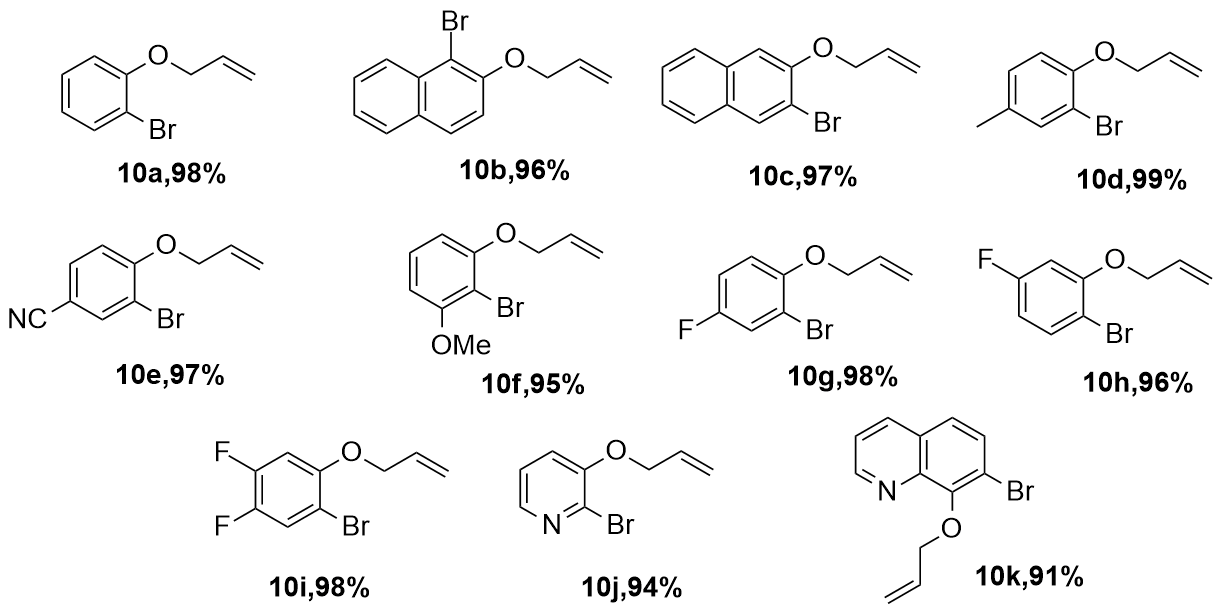 Br
O
O
O
O
Br
Br
Br
10a,98%
10b,96%
10c,97%
10d,99%
O
O
O
O
F
NC
Br
Br
F
Br
Br
OMe
10e,97%
10f,95%
10g,98%
10h,96%
F
O
O
F
Br
N
Br
N
Br
O
10i,98%
10j,94%
10k,91%